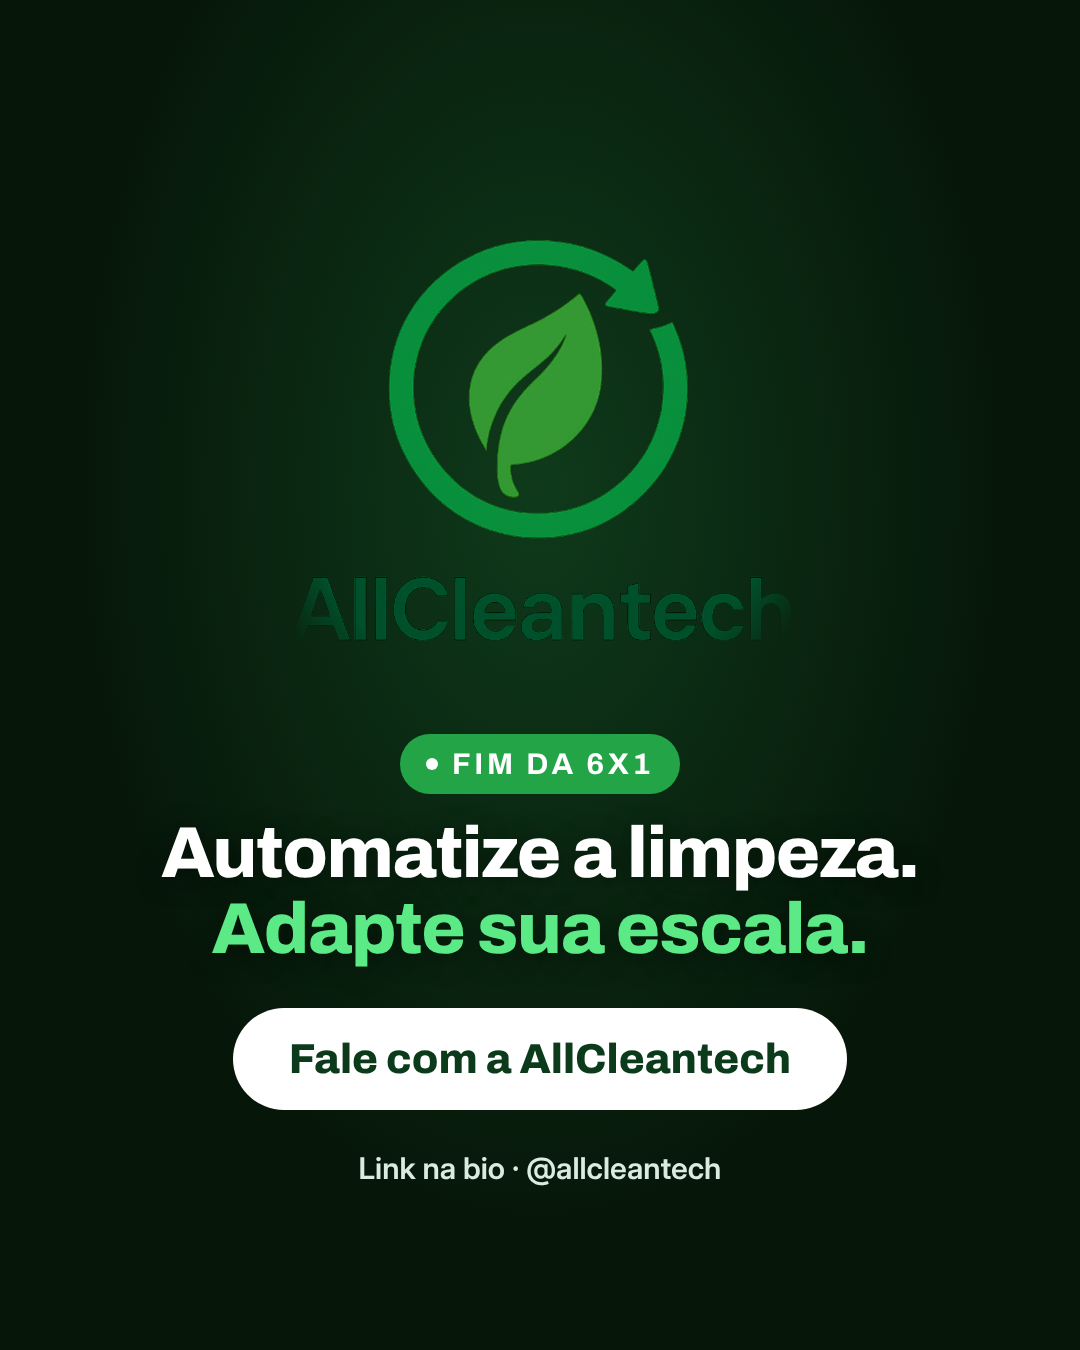 AllCleantech
FIM DA 6X1
Automatize a limpeza.
Adapte sua escala.
Fale com a AllCleantech
Link na bio · @allcleantech